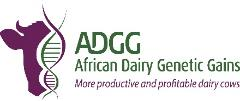 ADGG
African Dairy Genetic Gains
More productive and profitable dairy cows